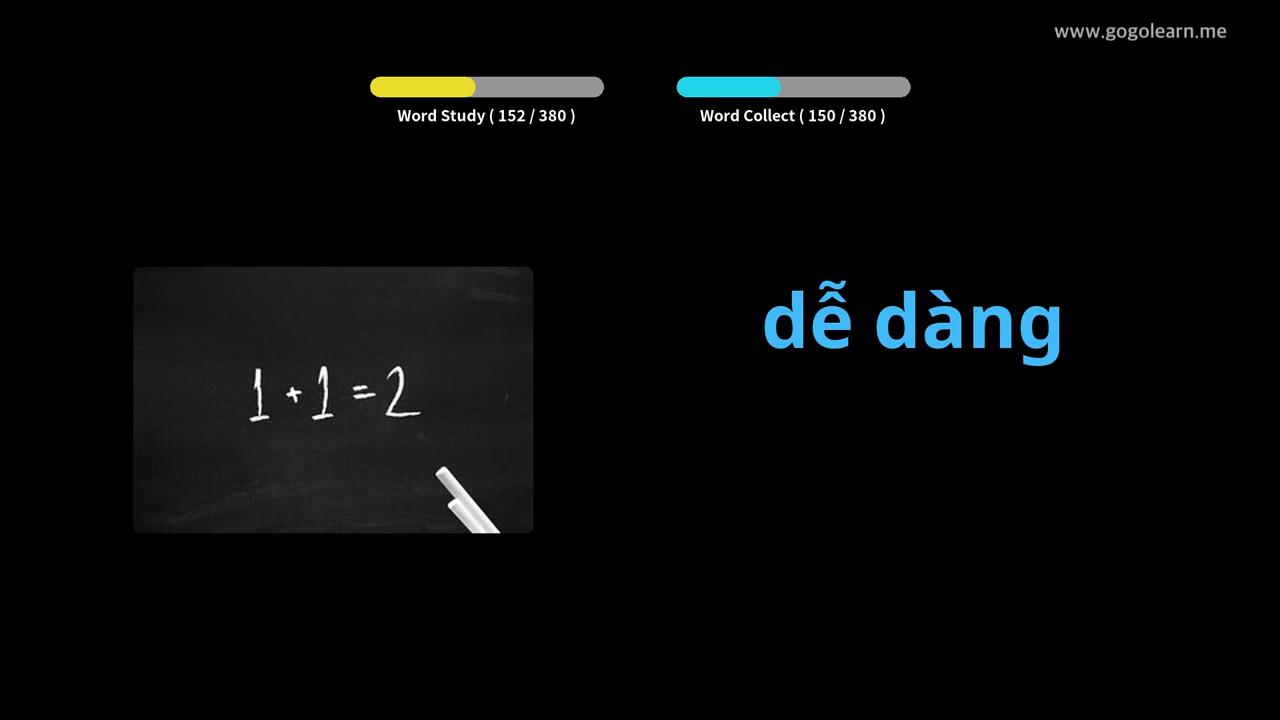 www.gogolearn.me
Word Study ( 152 / 380 )
Word Collect ( 150 / 380 )
dễ dàng
1 + 1 = 2